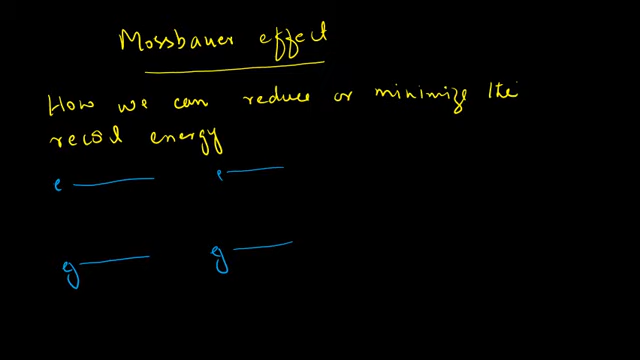 Mossbauer effect
How we can reduce or minimize the
recoil energy
e e
g g